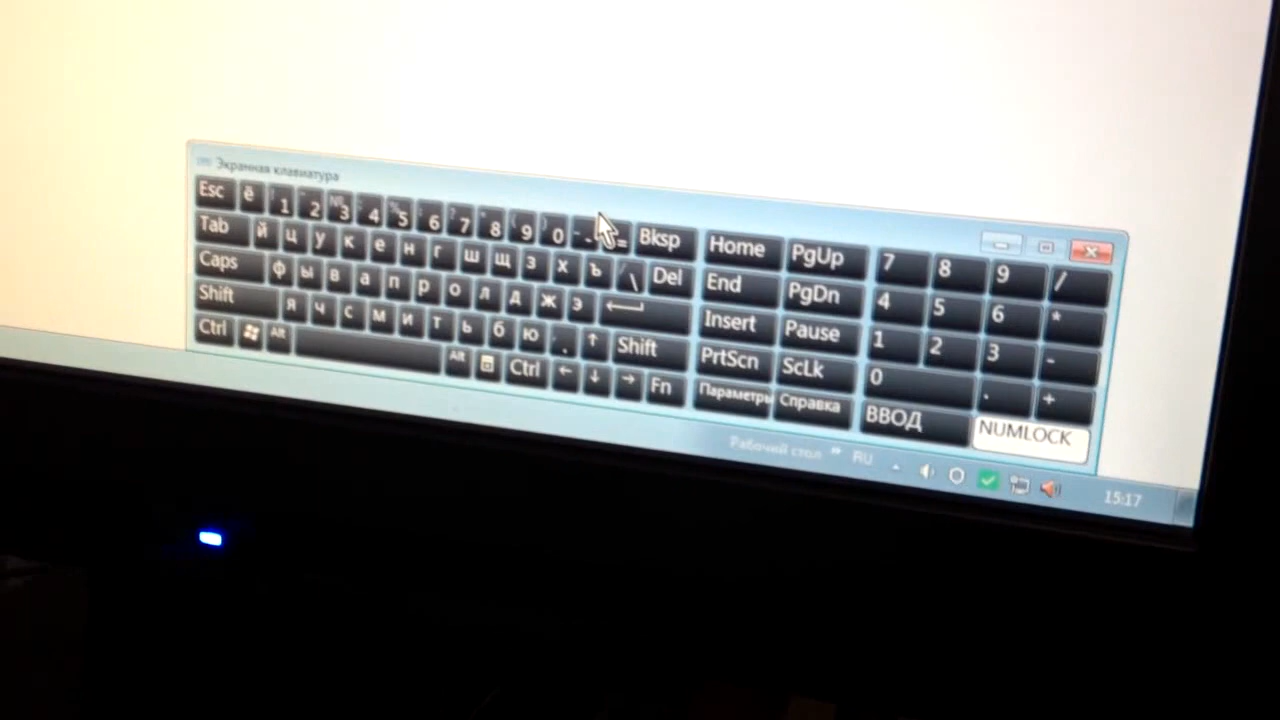 Экранная клавиатура
Esc ё 1 2 № 3 4 % 5 6 ? 7 8 ( 9 ) 0 - = Bksp Home PgUp 7 8 9 /
Tab й ц у к е н г ш щ з х ъ \ Del End PgDn 4 5 6 *
Caps ф ы в а п р о л д ж э Insert Pause 1 2 3 -
Shift я ч с м и т ь б ю . ↑ Shift PrtScn ScLk 0 . +
Ctrl Alt Alt Ctrl ← ↓ → Fn Параметры Справка ВВОД NUMLOCK
Рабочий стол » RU 15:17